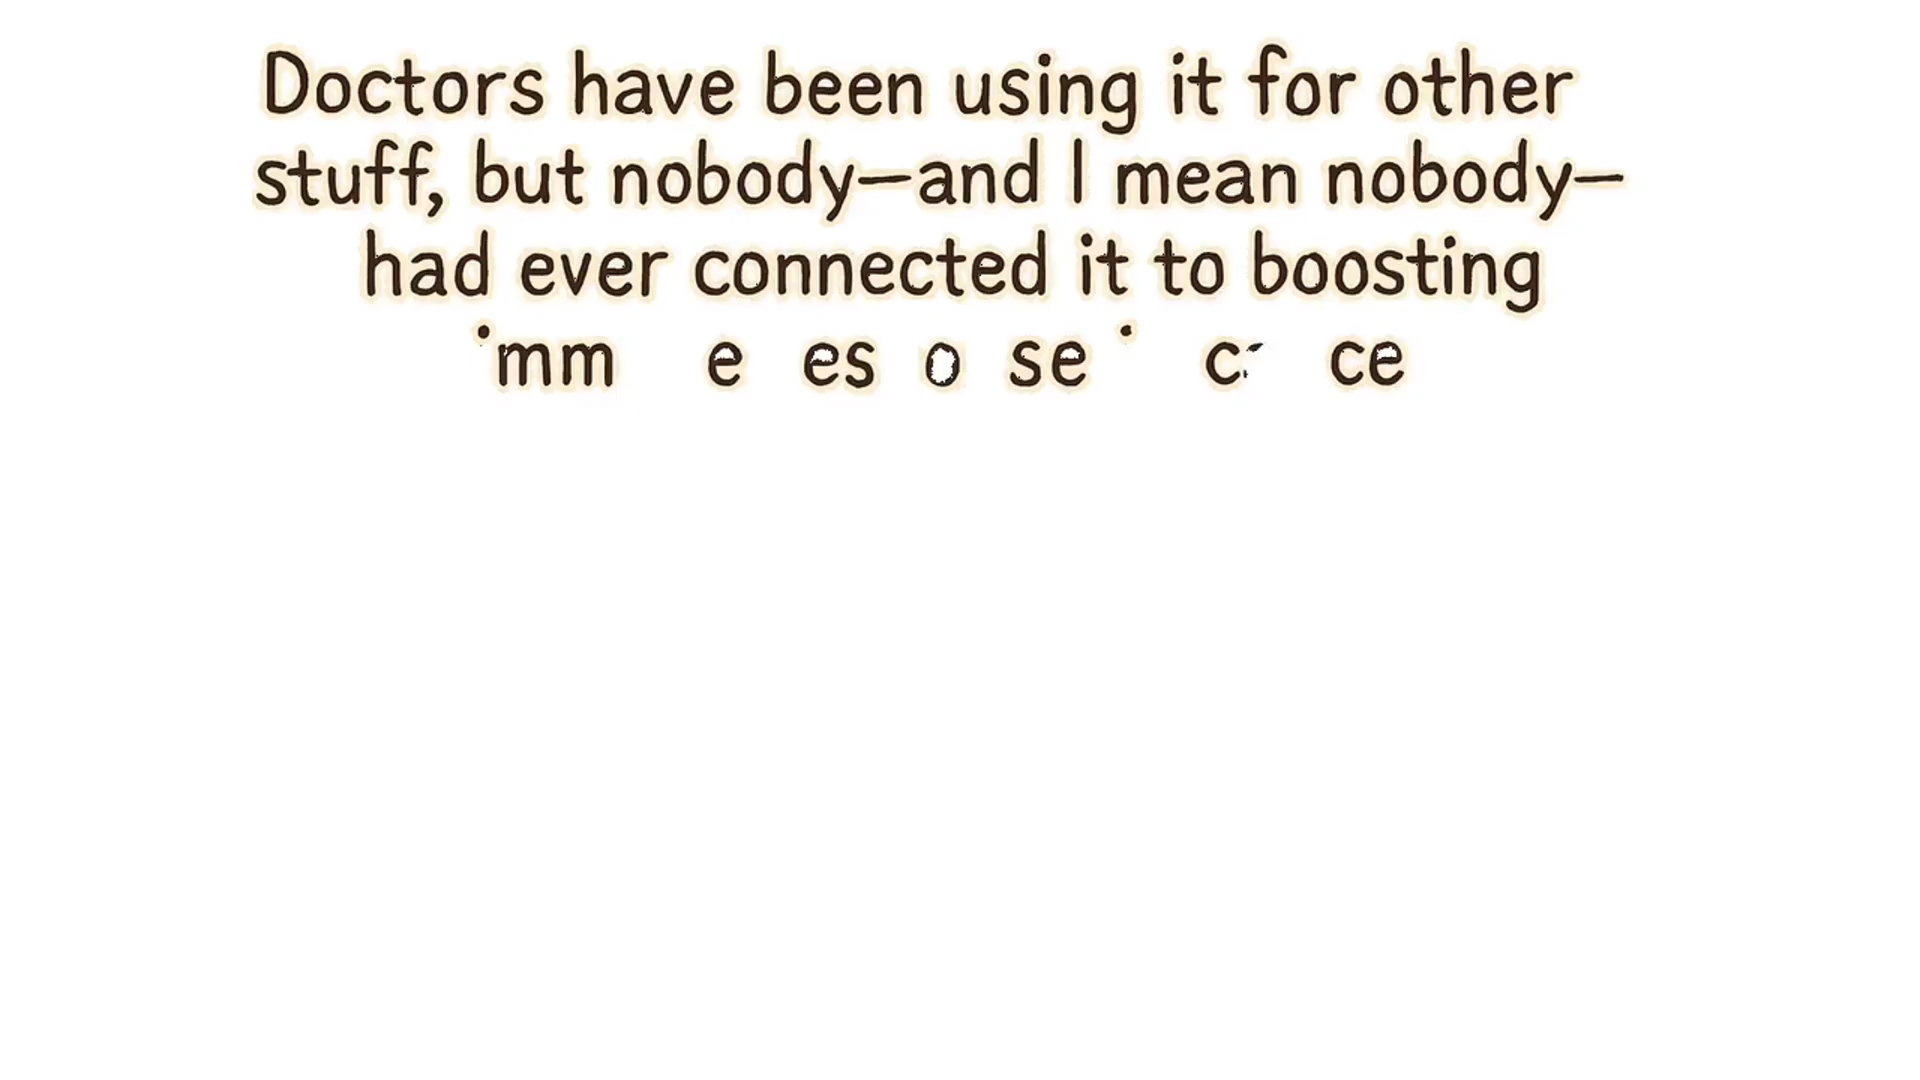 Doctors have been using it for other
stuff, but nobody—and I mean nobody—
had ever connected it to boosting